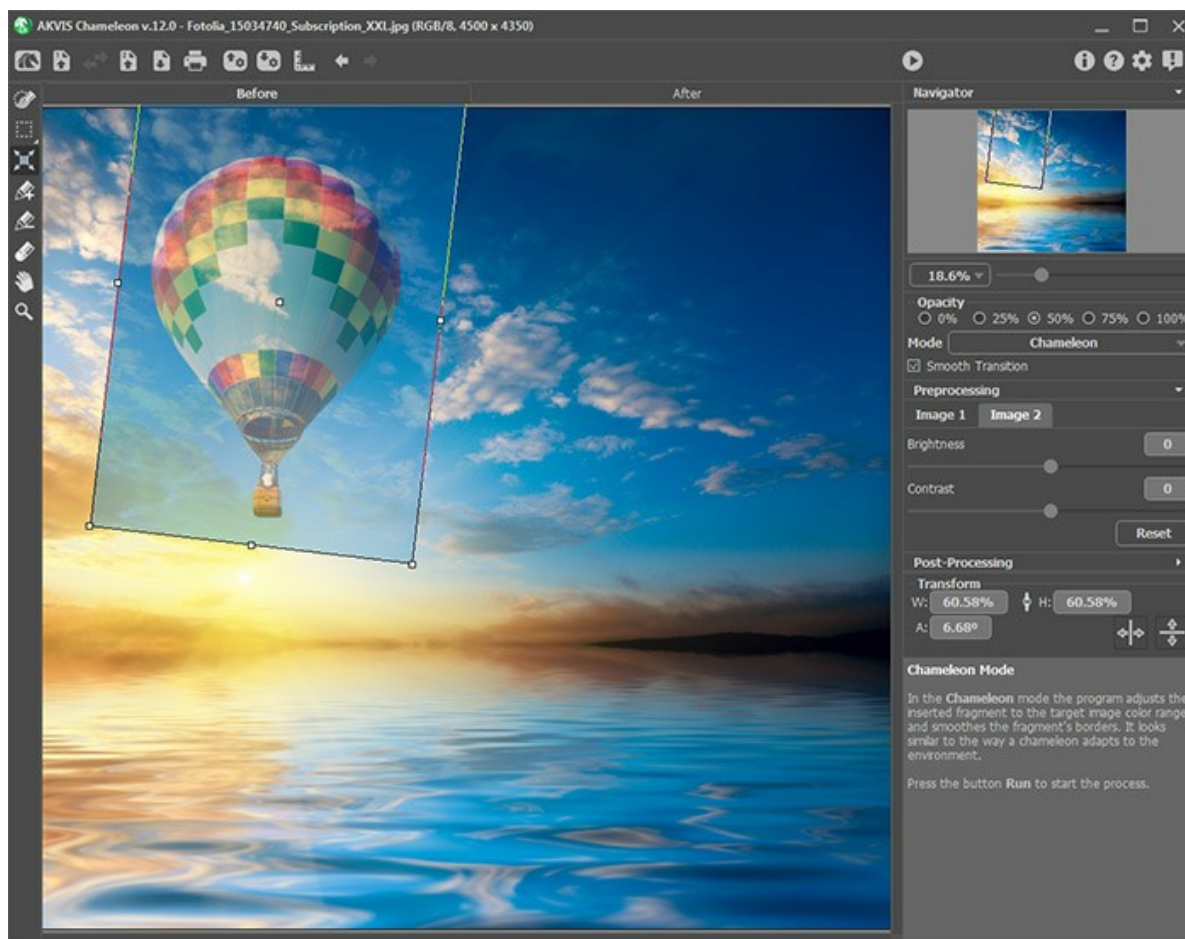 AKVIS Chameleon v.12.0 - Fotolia_15034740_Subscription_XXL.jpg (RGB/8, 4500 x 4350)
Before
After
Navigator
18.6%
Opacity
0% 25% 50% 75% 100%
Mode Chameleon
Smooth Transition
Preprocessing
Image 1 Image 2
Brightness 0
Contrast 0
Reset
Post-Processing
Transform
W: 60.58% H: 60.58%
A: 6.68º
Chameleon Mode
In the Chameleon mode the program adjusts the
inserted fragment to the target image color range
and smoothes the fragment's borders. It looks
similar to the way a chameleon adapts to the
environment.
Press the button Run to start the process.